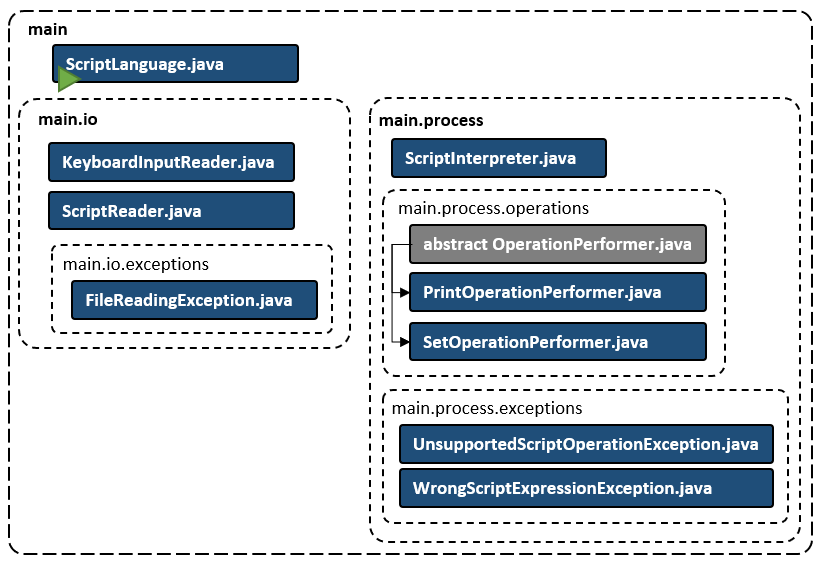 main
ScriptLanguage.java
main.io
KeyboardInputReader.java
ScriptReader.java
main.io.exceptions
FileReadingException.java
main.process
ScriptInterpreter.java
main.process.operations
abstract OperationPerformer.java
PrintOperationPerformer.java
SetOperationPerformer.java
main.process.exceptions
UnsupportedScriptOperationException.java
WrongScriptExpressionException.java